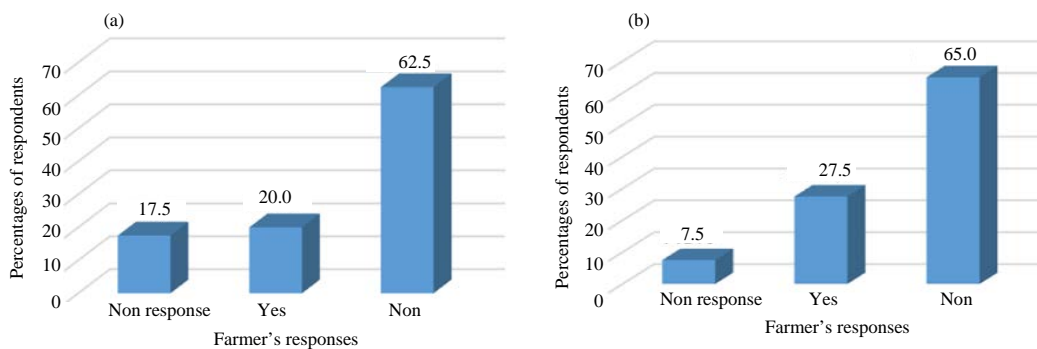 (a)
Percentages of respondents
70
60
50
40
30
20
10
0
17.5
20.0
62.5
Non response Yes Non
Farmer's responses
(b)
Percentages of respondents
70
60
50
40
30
20
10
0
7.5
27.5
65.0
Non response Yes Non
Farmer's responses